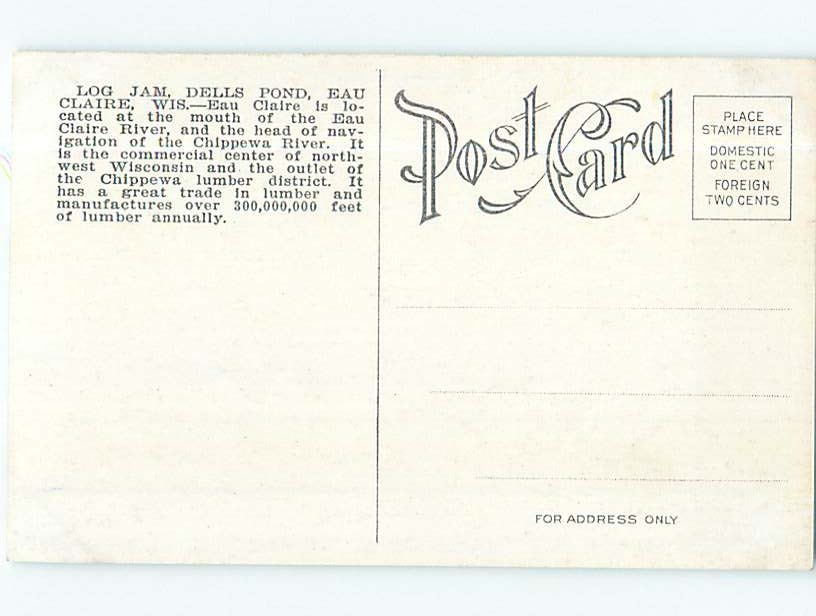 LOG JAM, DELLS POND, EAU
CLAIRE, WIS.—Eau Claire is lo-
cated at the mouth of the Eau
Claire River, and the head of nav-
igation of the Chippewa River. It
is the commercial center of north-
west Wisconsin and the outlet of
the Chippewa lumber district. It
has a great trade in lumber and
manufactures over 300,000,000 feet
of lumber annually.
Post Card
PLACE
STAMP HERE
DOMESTIC
ONE CENT
FOREIGN
TWO CENTS
FOR ADDRESS ONLY